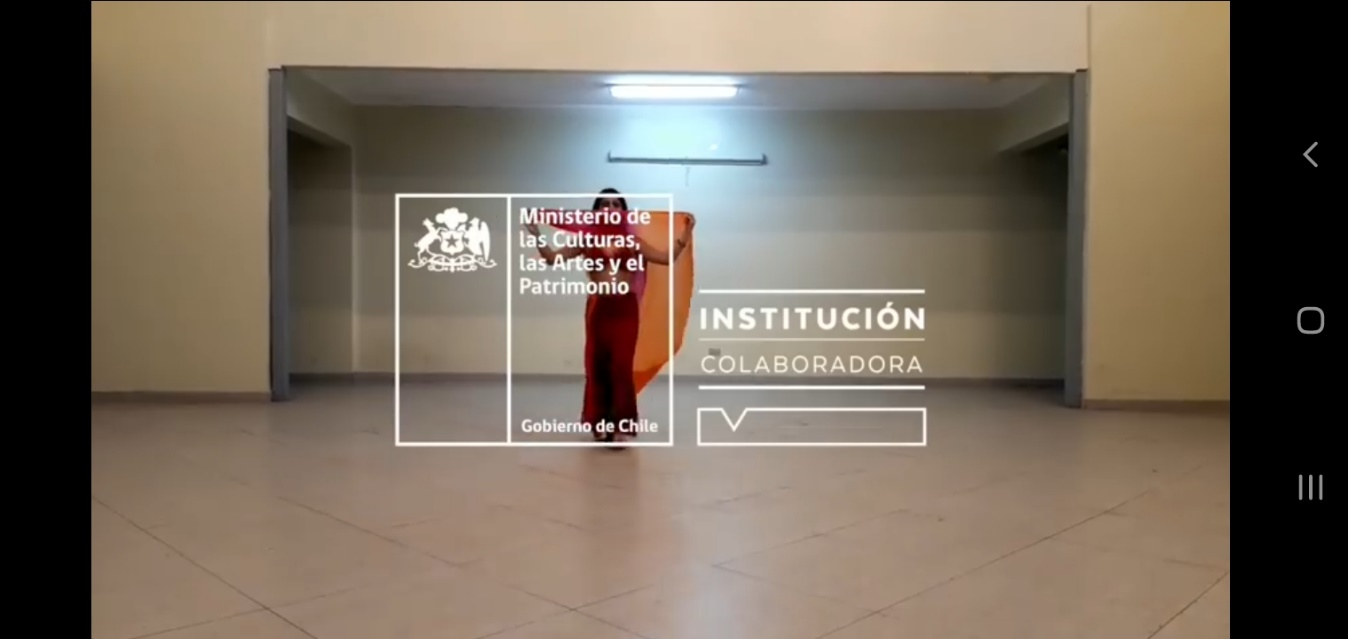 Ministerio de
las Culturas,
las Artes y el
Patrimonio
Gobierno de Chile
INSTITUCIÓN
COLABORADORA